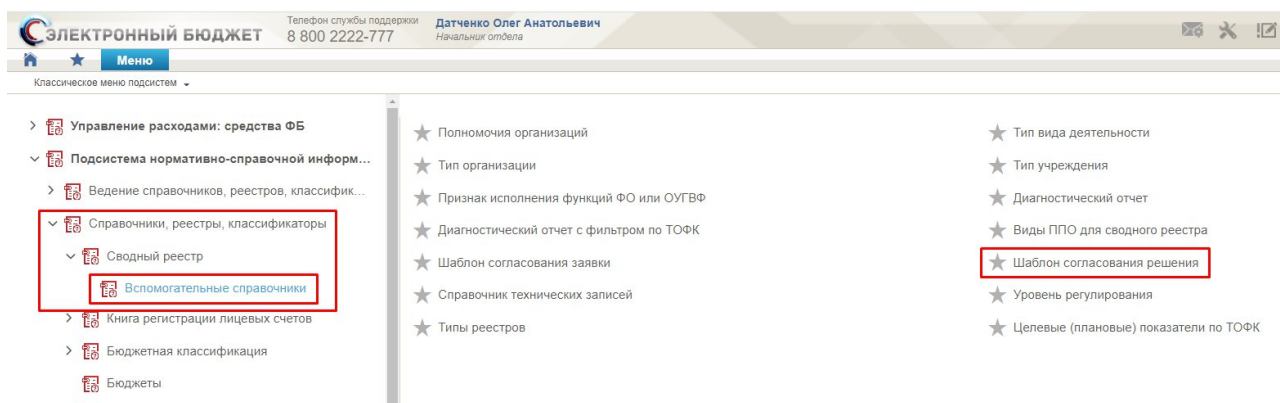 ЭЛЕКТРОННЫЙ БЮДЖЕТ
Телефон службы поддержки
8 800 2222-777
Датченко Олег Анатольевич
Начальник отдела
Меню
Классическое меню подсистем
Управление расходами: средства ФБ
Подсистема нормативно-справочной информ...
Ведение справочников, реестров, классифик...
Справочники, реестры, классификаторы
Сводный реестр
Вспомогательные справочники
Книга регистрации лицевых счетов
Бюджетная классификация
Бюджеты
Полномочия организаций
Тип организации
Признак исполнения функций ФО или ОУГВФ
Диагностический отчет с фильтром по ТОФК
Шаблон согласования заявки
Справочник технических записей
Типы реестров
Тип вида деятельности
Тип учреждения
Диагностический отчет
Виды ППО для сводного реестра
Шаблон согласования решения
Уровень регулирования
Целевые (плановые) показатели по ТОФК